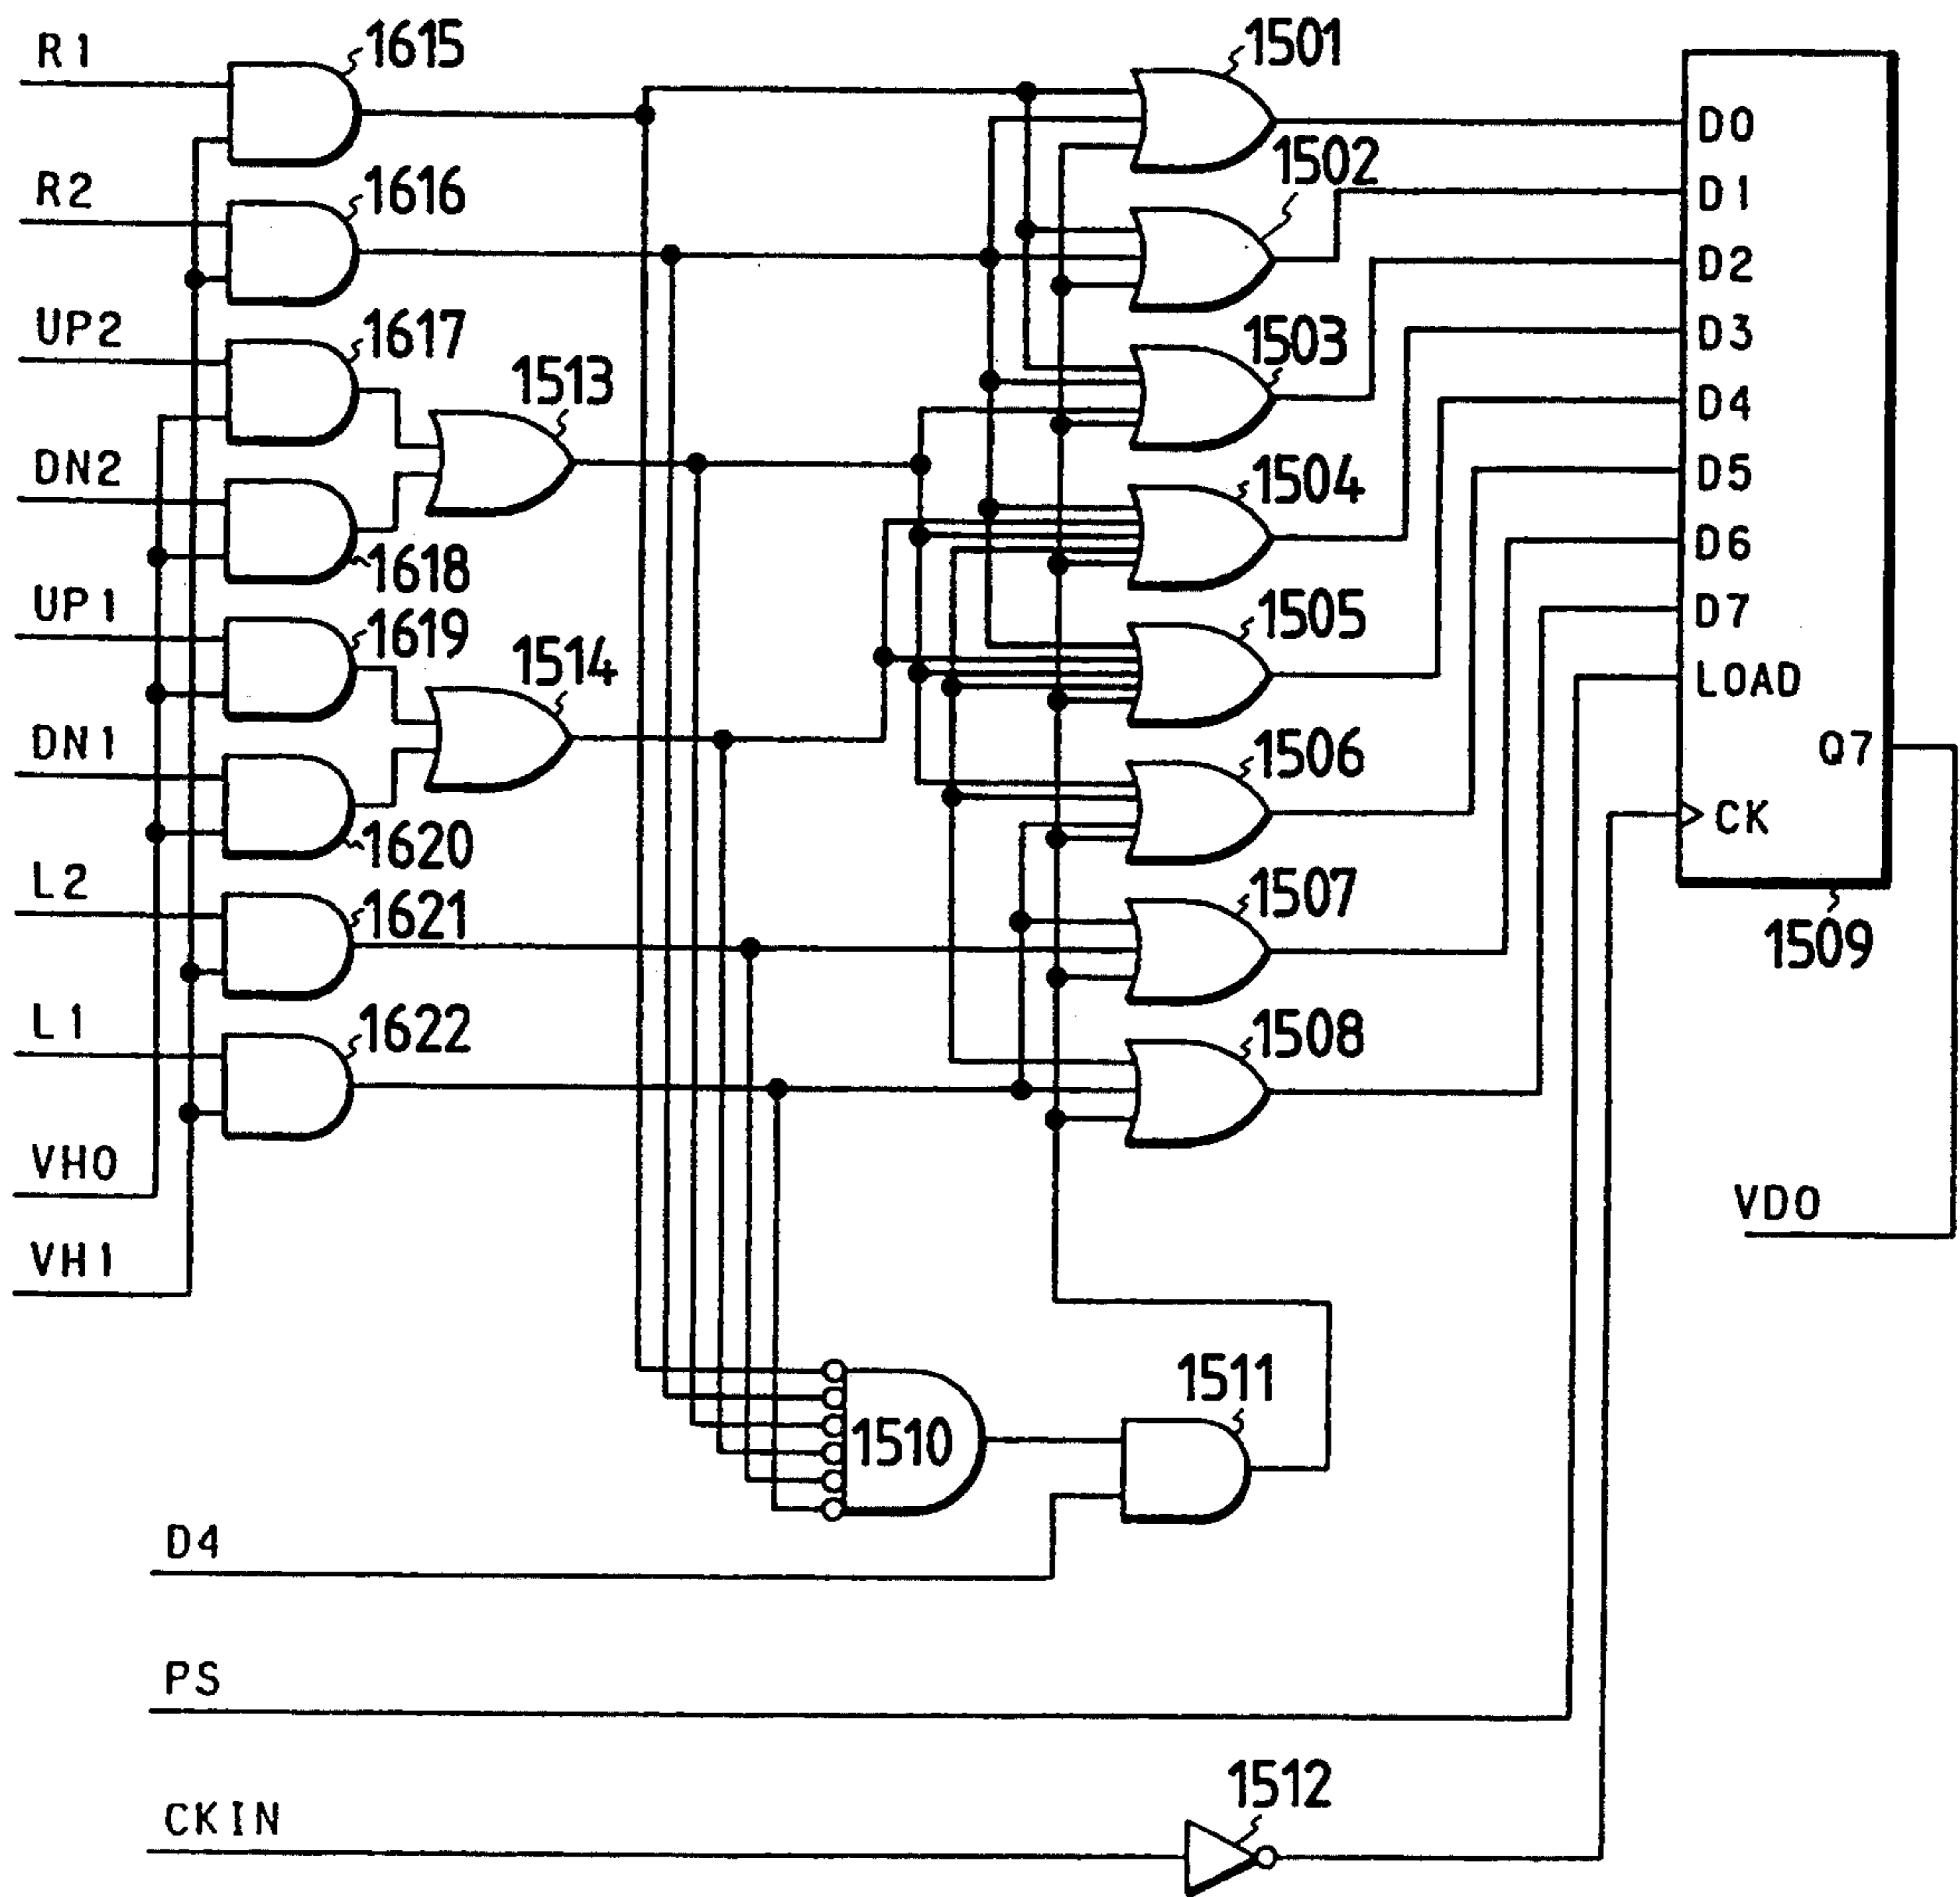 R1
1615
1501
D0
R2
1616
1502
D1
D2
UP2
1617
1513
1503
D3
D4
DN2
1618
1504
D5
D6
UP1
1619
1514
1505
D7
LOAD
DN1
1620
1506
Q7
CK
L2
1621
1507
1509
L1
1622
1508
VH0
VD0
VH1
1510
1511
D4
PS
CKIN
1512